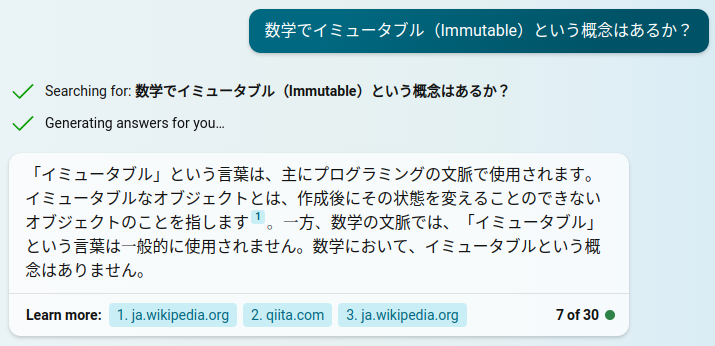 数学でイミュータブル（Immutable）という概念はあるか？
Searching for: 数学でイミュータブル（Immutable）という概念はあるか？
Generating answers for you…
「イミュータブル」という言葉は、主にプログラミングの文脈で使用されます。
イミュータブルなオブジェクトとは、作成後にその状態を変えることのできない
オブジェクトのことを指します 1 。一方、数学の文脈では、「イミュータブル」
という言葉は一般的に使用されません。数学において、イミュータブルという概
念はありません。
Learn more: 1. ja.wikipedia.org 2. qiita.com 3. ja.wikipedia.org 7 of 30